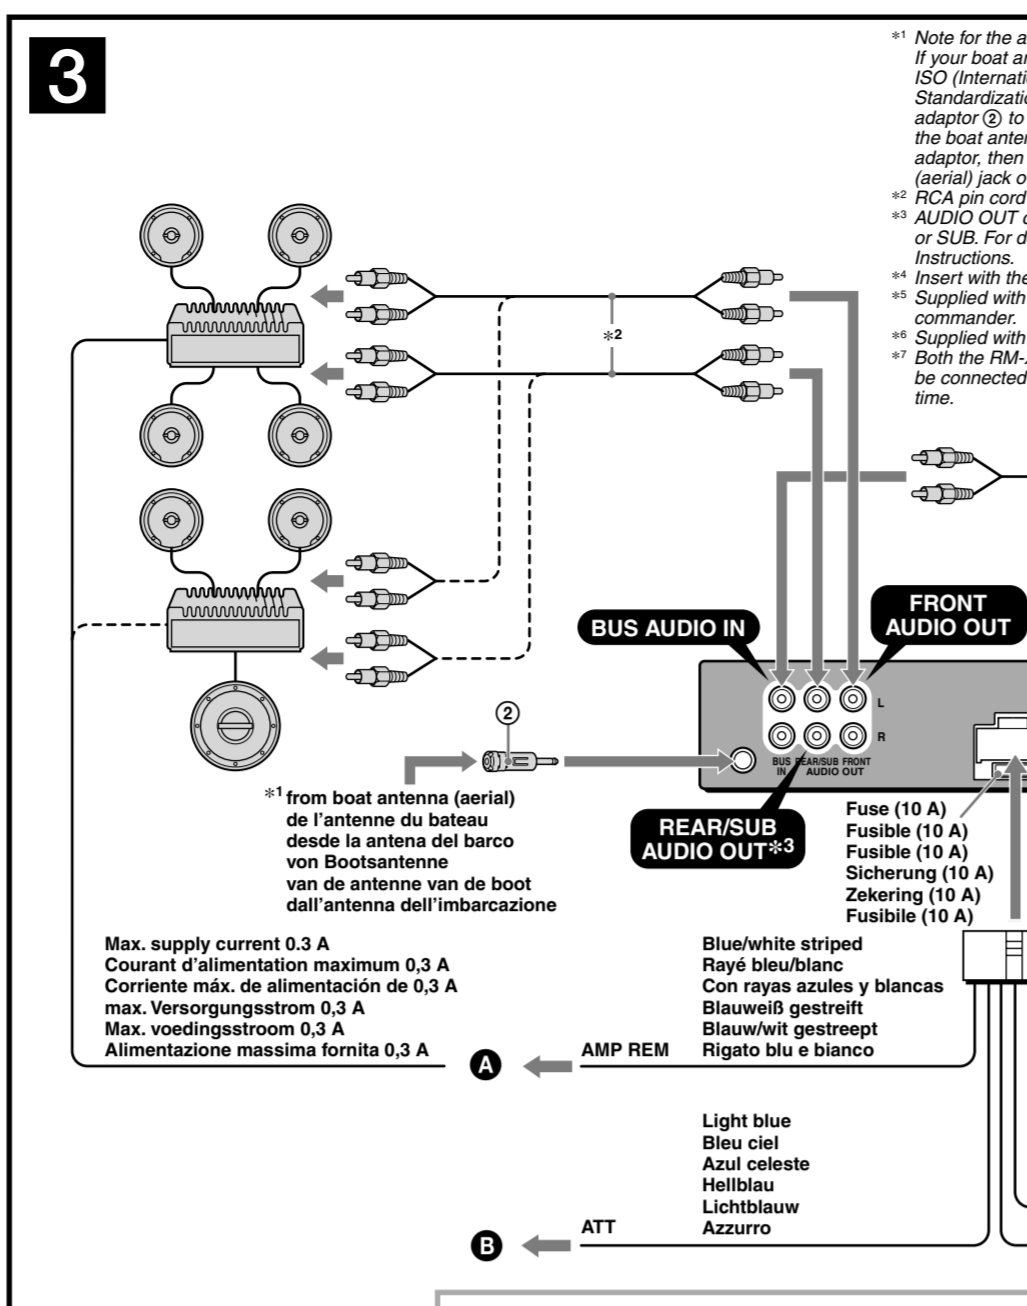 3
*1 Note for the a
If your boat an
ISO (Internati
Standardizatio
adaptor ② to
the boat anten
adaptor, then
(aerial) jack o
*2 RCA pin cord
*3 AUDIO OUT c
or SUB. For d
Instructions.
*4 Insert with the
*5 Supplied with
commander.
*6 Supplied with
*7 Both the RM-
be connected
time.
*2
BUS AUDIO IN
FRONT
AUDIO OUT
L
R
BUS
IN
REAR/SUB FRONT
AUDIO OUT
②
*1 from boat antenna (aerial)
de l'antenne du bateau
desde la antena del barco
von Bootsantenne
van de antenne van de boot
dall'antenna dell'imbarcazione
REAR/SUB
AUDIO OUT*3
Fuse (10 A)
Fusible (10 A)
Fusible (10 A)
Sicherung (10 A)
Zekering (10 A)
Fusibile (10 A)
Max. supply current 0.3 A
Courant d'alimentation maximum 0,3 A
Corriente máx. de alimentación de 0,3 A
max. Versorgungsstrom 0,3 A
Max. voedingsstroom 0,3 A
Alimentazione massima fornita 0,3 A
Blue/white striped
Rayé bleu/blanc
Con rayas azules y blancas
Blauweiß gestreift
Blauw/wit gestreept
Rigato blu e bianco
A
AMP REM
Light blue
Bleu ciel
Azul celeste
Hellblau
Lichtblauw
Azzurro
B
ATT